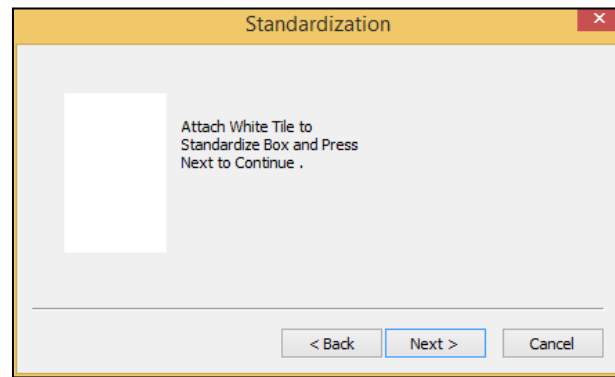 Standardization
Attach White Tile to
Standardize Box and Press
Next to Continue .
< Back
Next >
Cancel